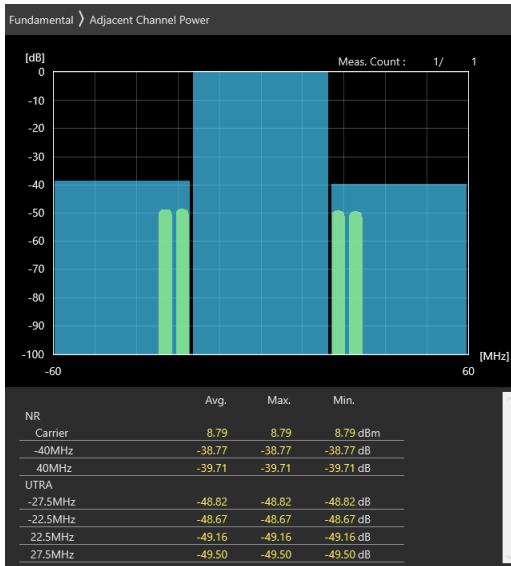 Fundamental 〉 Adjacent Channel Power
[dB]
Meas. Count : 1/ 1
0
-10
-20
-30
-40
-50
-60
-70
-80
-90
-100
[MHz]
-60 60
Avg. Max. Min.
NR
Carrier 8.79 8.79 8.79 dBm
-40MHz -38.77 -38.77 -38.77 dB
40MHz -39.71 -39.71 -39.71 dB
UTRA
-27.5MHz -48.82 -48.82 -48.82 dB
-22.5MHz -48.67 -48.67 -48.67 dB
22.5MHz -49.16 -49.16 -49.16 dB
27.5MHz -49.50 -49.50 -49.50 dB